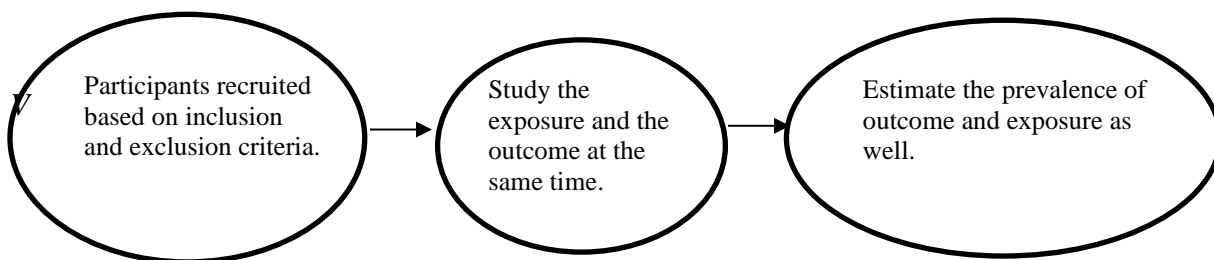 Participants recruited
based on inclusion
and exclusion criteria.
V
Study the
exposure and the
outcome at the
same time.
Estimate the prevalence of
outcome and exposure as
well.